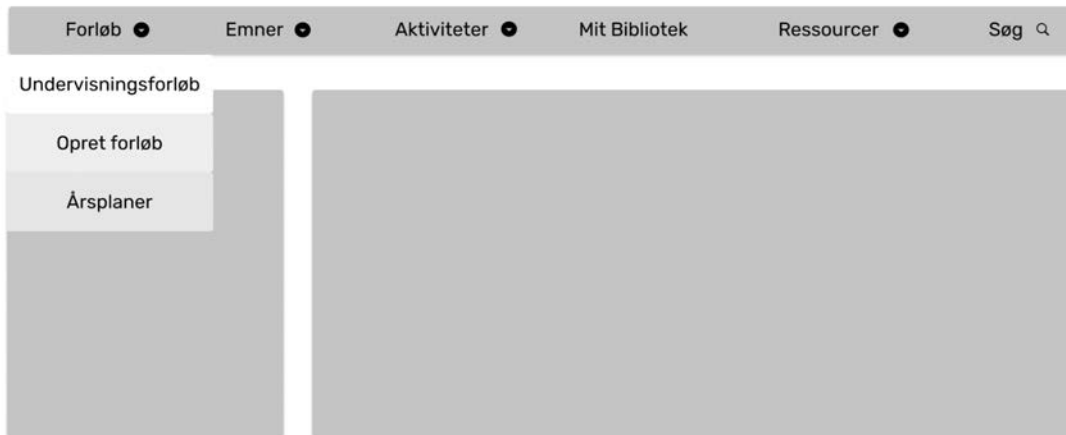 Forløb Emner Aktiviteter Mit Bibliotek Ressourcer Søg
Undervisningsforløb
Opret forløb
Årsplaner